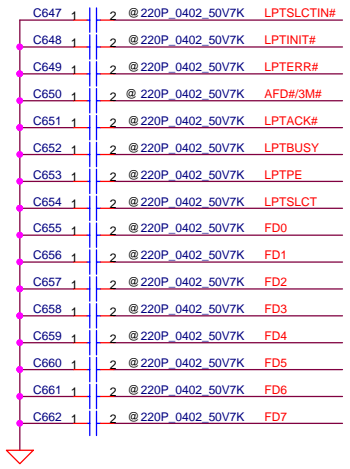 C647 1 2 @220P_0402_50V7K LPTSLCTIN#
C648 1 2 @220P_0402_50V7K LPTINIT#
C649 1 2 @220P_0402_50V7K LPTERR#
C650 1 2 @ 220P_0402_50V7K AFD#/3M#
C651 1 2 @220P_0402_50V7K LPTACK#
C652 1 2 @220P_0402_50V7K LPTBUSY
C653 1 2 @220P_0402_50V7K LPTPE
C654 1 2 @220P_0402_50V7K LPTSLCT
C655 1 2 @220P_0402_50V7K FD0
C656 1 2 @220P_0402_50V7K FD1
C657 1 2 @220P_0402_50V7K FD2
C658 1 2 @220P_0402_50V7K FD3
C659 1 2 @220P_0402_50V7K FD4
C660 1 2 @220P_0402_50V7K FD5
C661 1 2 @220P_0402_50V7K FD6
C662 1 2 @220P_0402_50V7K FD7